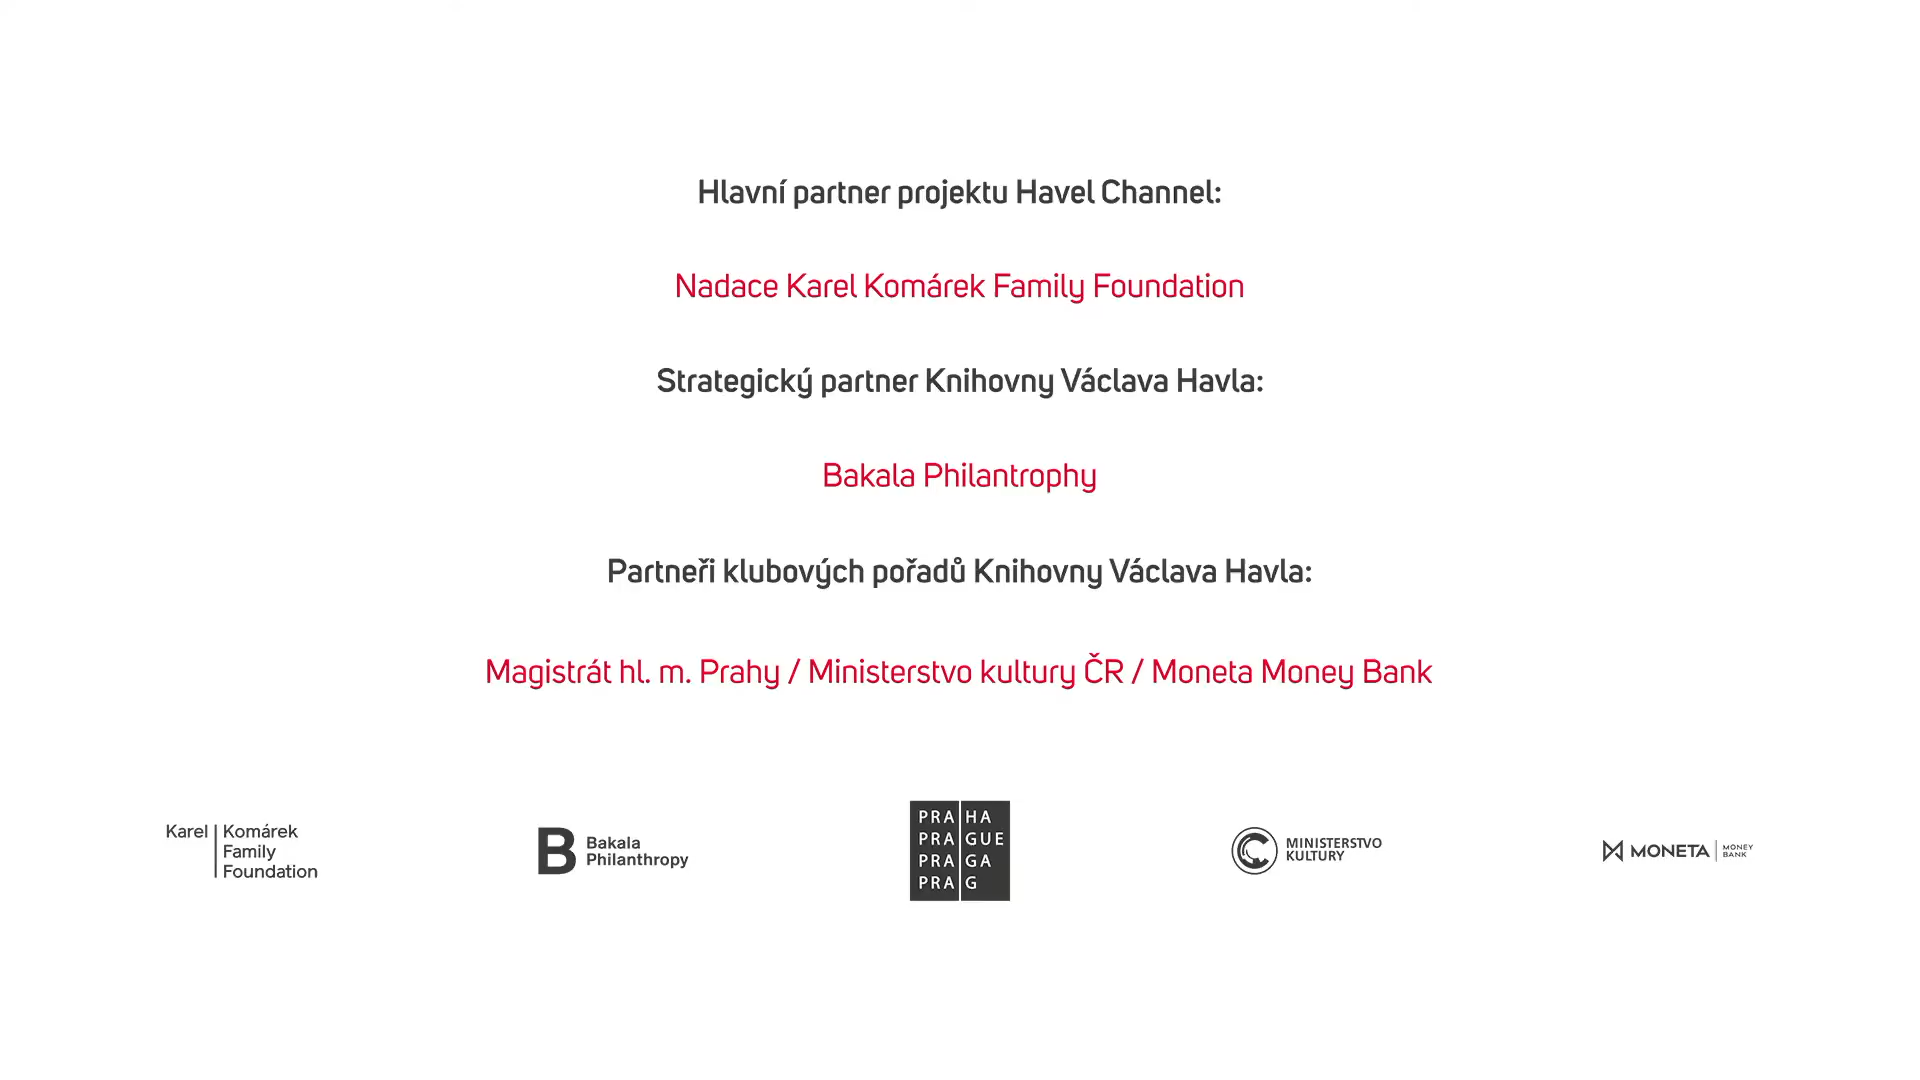 Hlavní partner projektu Havel Channel:
Nadace Karel Komárek Family Foundation
Strategický partner Knihovny Václava Havla:
Bakala Philantrophy
Partneři klubových pořadů Knihovny Václava Havla:
Magistrát hl. m. Prahy / Ministerstvo kultury ČR / Moneta Money Bank
Karel Komárek
Family
Foundation
B Bakala
Philanthropy
PRA HA
PRA GUE
PRA GA
PRA G
MINISTERSTVO
KULTURY
MONETA MONEY
BANK